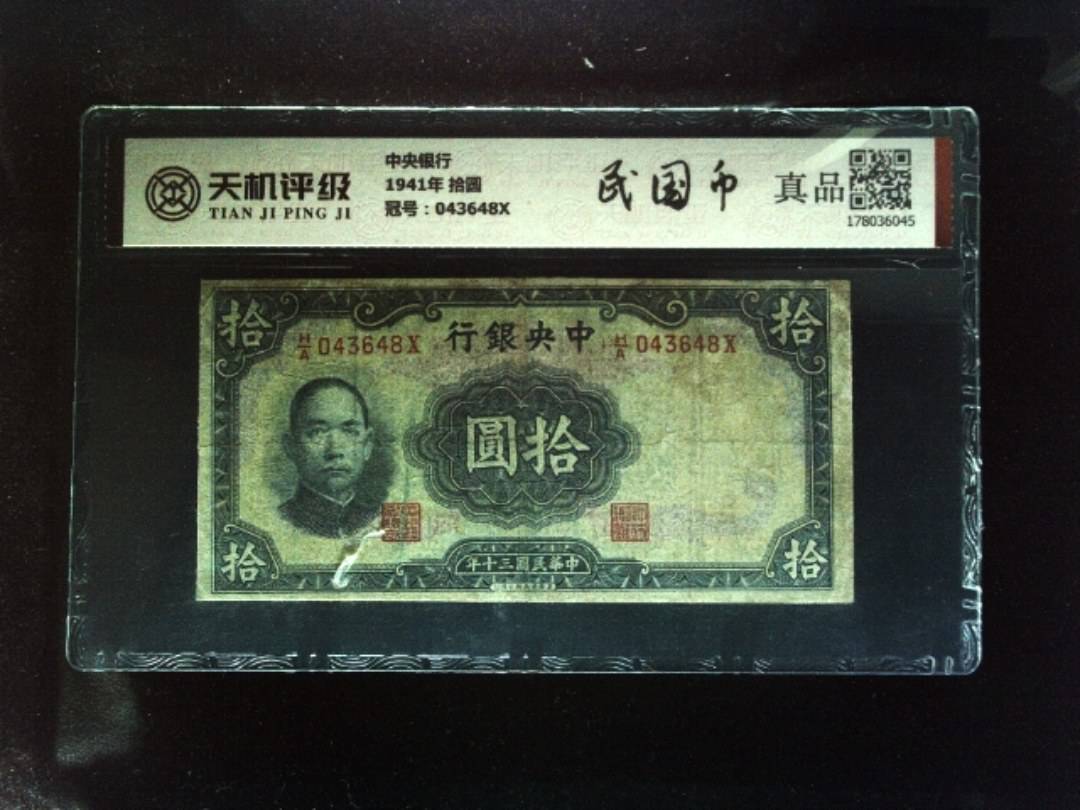 天机评级
TIAN JI PING JI
中央银行
1941年 拾圆
冠号：043648X
民国币
真品
178036045
拾
拾
行銀央中
H/A 043648X
H/A 043648X
圓拾
拾
拾
年十三國民華中